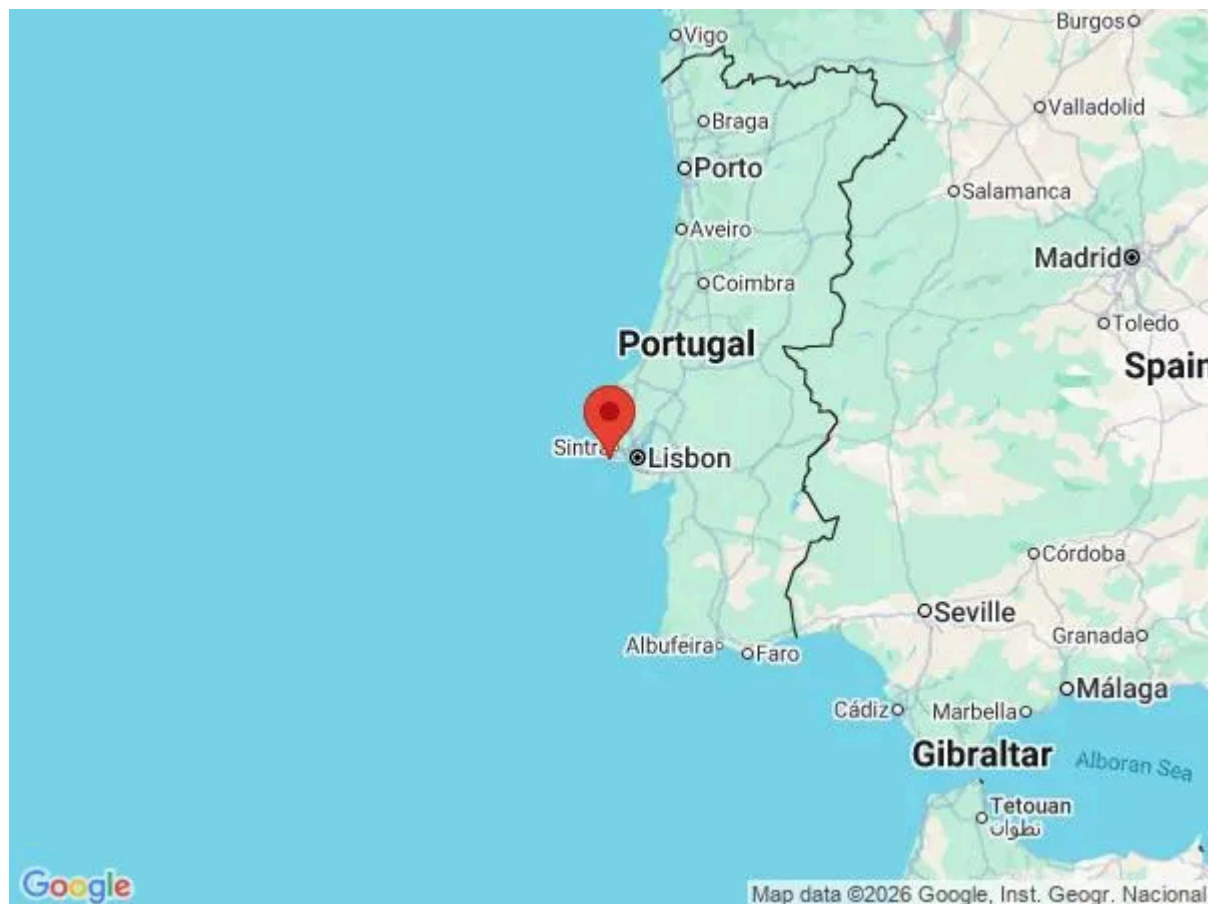 Burgos
Vigo
Valladolid
Braga
Porto
Salamanca
Aveiro
Madrid
Coimbra
Toledo
Portugal
Spain
Sintra
Lisbon
Córdoba
Seville
Granada
Albufeira
Faro
Málaga
Cádiz
Marbella
Gibraltar
Alboran Sea
Tetouan
تطوان
Google
Map data ©2026 Google, Inst. Geogr. Nacional